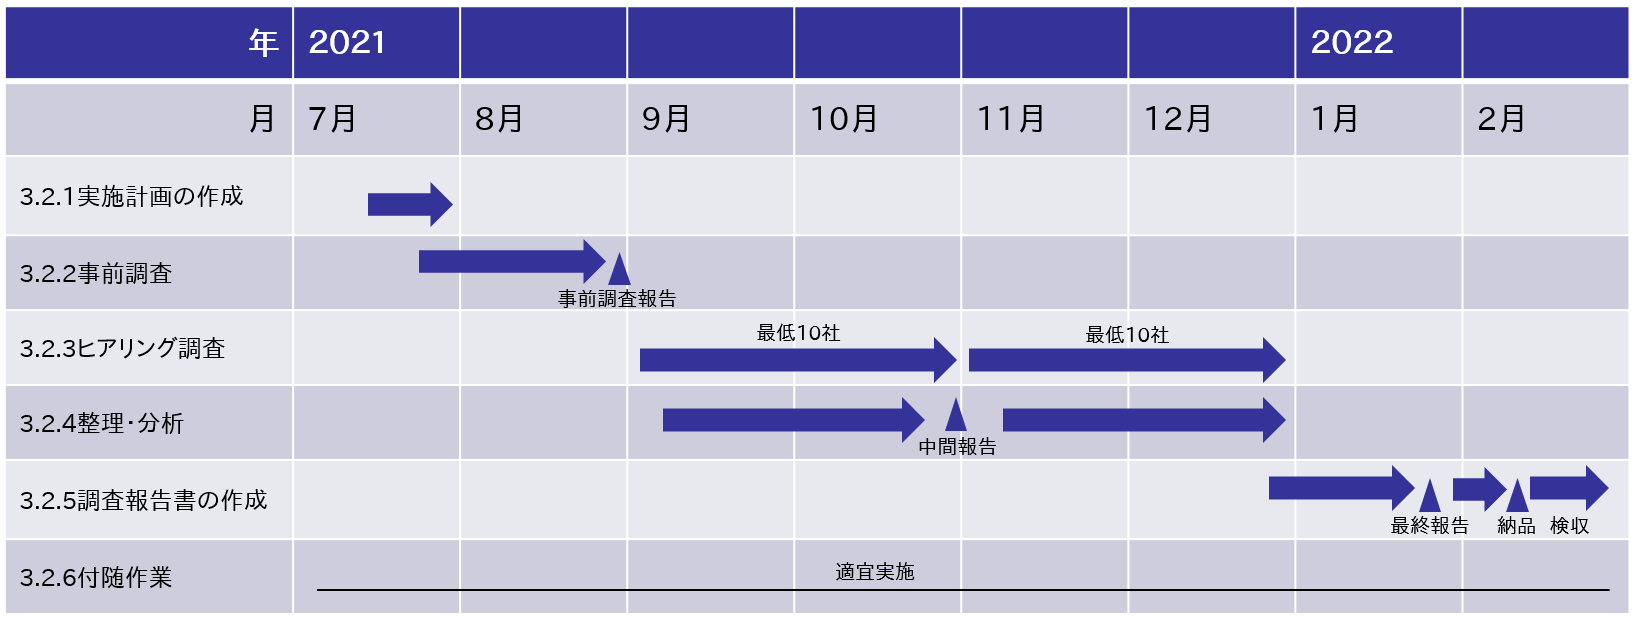 年 2021 2022
月 7月 8月 9月 10月 11月 12月 1月 2月
3.2.1実施計画の作成
3.2.2事前調査
事前調査報告
3.2.3ヒアリング調査
最低10社 最低10社
3.2.4整理・分析
中間報告
3.2.5調査報告書の作成
最終報告 納品 検収
3.2.6付随作業
適宜実施